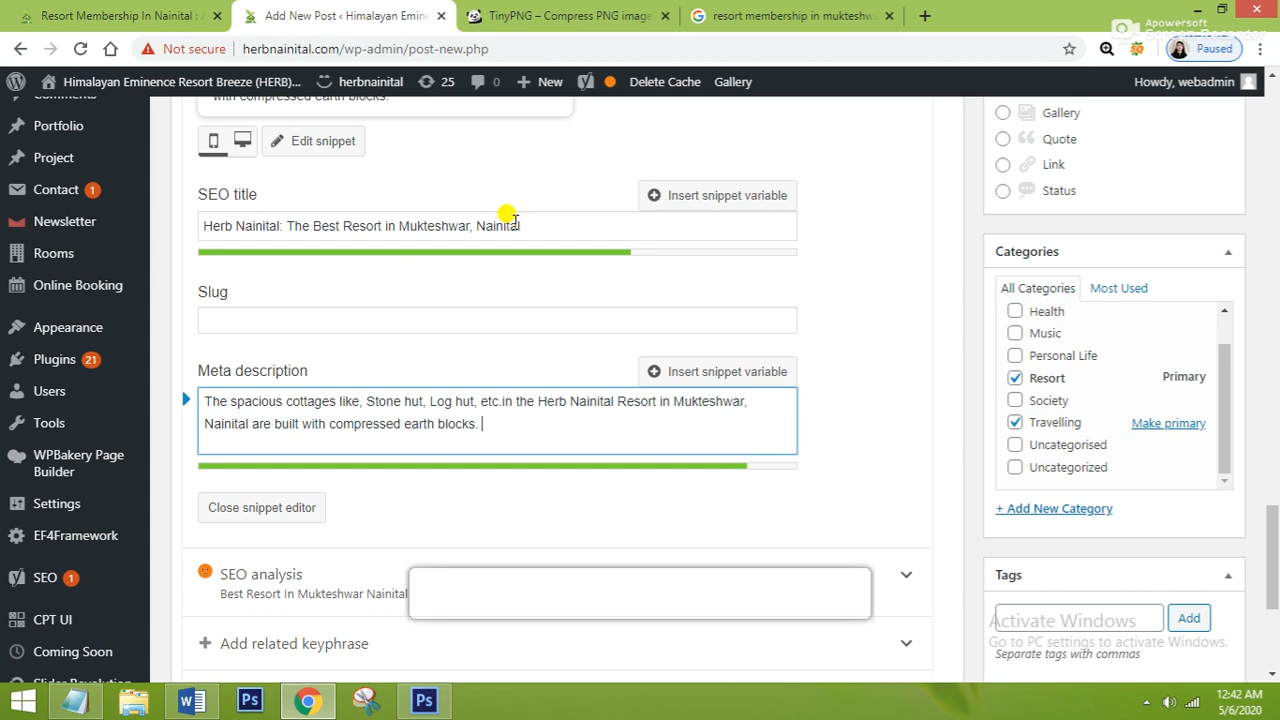 Resort Membership In Nainital : A
Add New Post ‹ Himalayan Emine
TinyPNG – Compress PNG image
resort membership in mukteshw
Apowersoft
Screen Recorder
Not secure
herbnainital.com/wp-admin/post-new.php
Paused
Himalayan Eminence Resort Breeze (HERB)...
herbnainital
25
0
New
Delete Cache
Gallery
Howdy, webadmin
Comments
Portfolio
Project
Contact 1
Newsletter
Rooms
Online Booking
Appearance
Plugins 21
Users
Tools
WPBakery Page
Builder
Settings
EF4Framework
SEO 1
CPT UI
Coming Soon
Slider Revolution
with compressed earth blocks.
Edit snippet
SEO title
Insert snippet variable
Herb Nainital: The Best Resort in Mukteshwar, Nainital
Slug
Meta description
Insert snippet variable
The spacious cottages like, Stone hut, Log hut, etc.in the Herb Nainital Resort in Mukteshwar,
Nainital are built with compressed earth blocks.
Close snippet editor
SEO analysis
Best Resort In Mukteshwar Nainital
Add related keyphrase
Gallery
Quote
Link
Status
Categories
All Categories
Most Used
Health
Music
Personal Life
Resort
Primary
Society
Travelling
Make primary
Uncategorised
Uncategorized
+ Add New Category
Tags
Add
Separate tags with commas
Activate Windows
Go to PC settings to activate Windows.
12:42 AM
5/6/2020